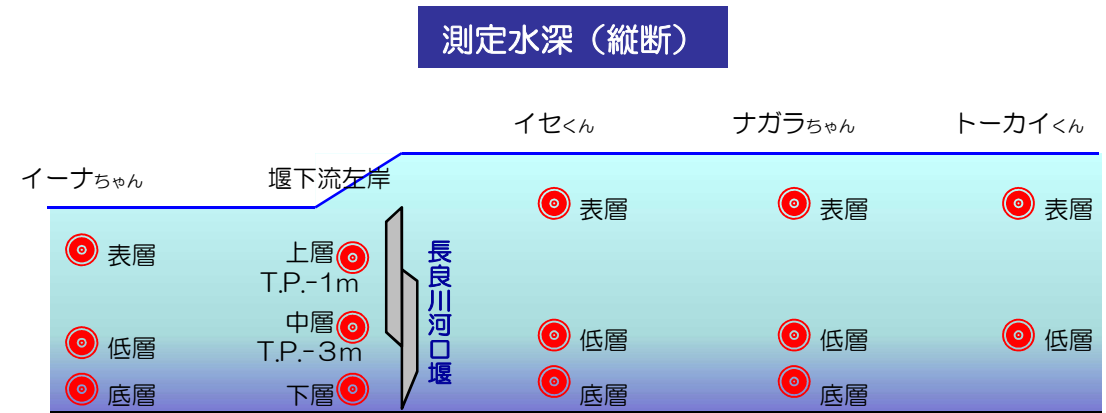 測定水深（縦断）
イセくん
ナガラちゃん
トーカイくん
イーナちゃん
堰下流左岸
表層
表層
表層
表層
上層
T.P.-1m
中層
T.P.-3m
長良川河口堰
低層
低層
低層
低層
底層
下層
底層
底層